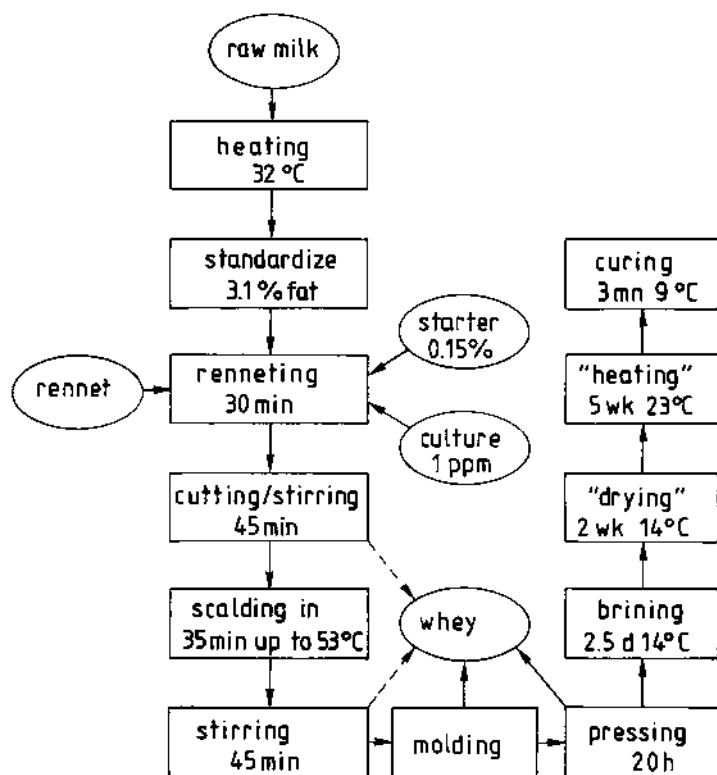 raw milk
heating
32 °C
standardize
3.1 % fat
starter
0.15%
rennet
renneting
30 min
culture
1 ppm
cutting/stirring
45 min
scalding in
35 min up to 53°C
whey
stirring
45 min
molding
pressing
20 h
brining
2.5 d 14°C
"drying"
2 wk 14°C
"heating"
5 wk 23°C
curing
3 mn 9 °C